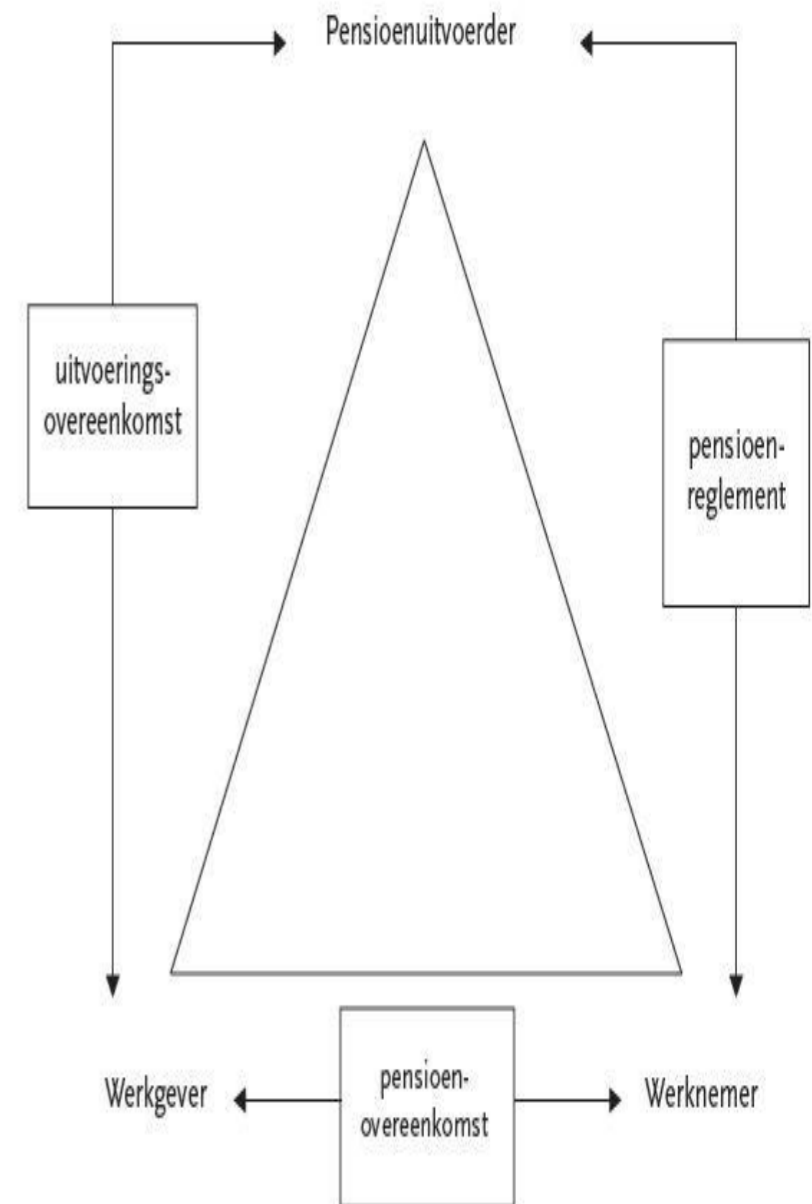 Pensioenuitvoerder
uitvoerings-
overeenkomst
pensioen-
reglement
Werkgever
pensioen-
overeenkomst
Werknemer